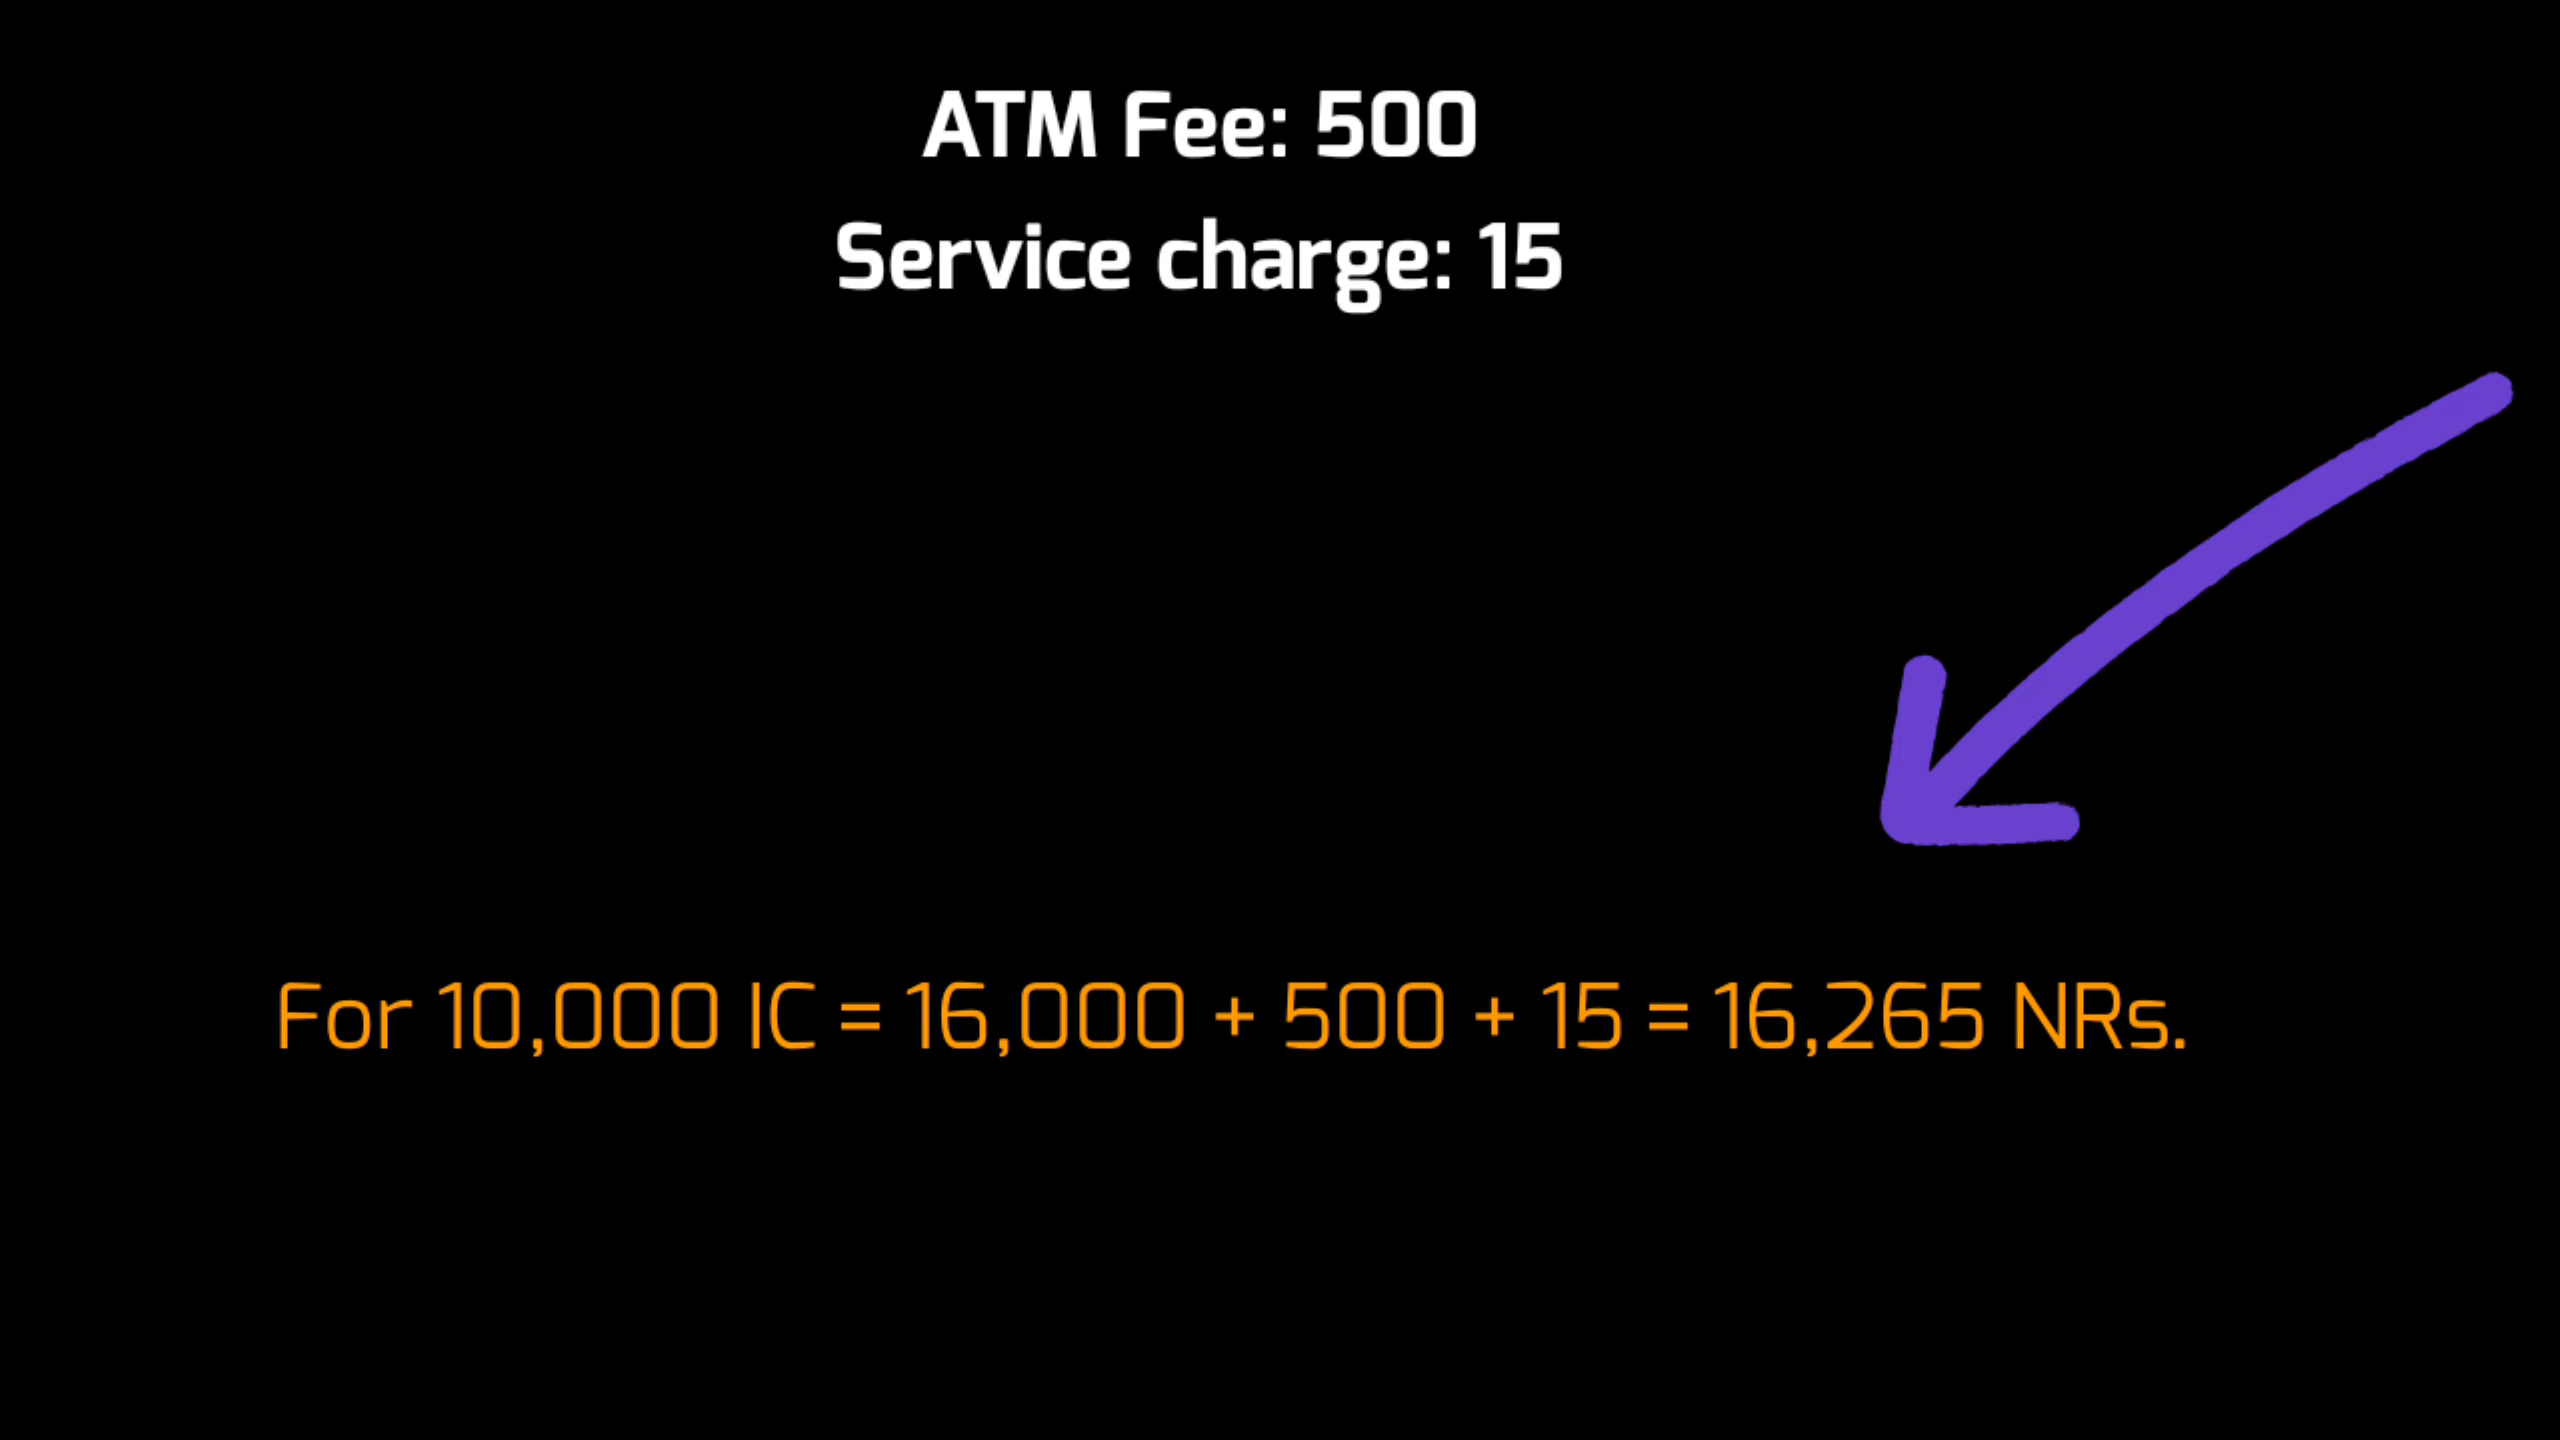 ATM Fee: 500
Service charge: 15
For 10,000 IC = 16,000 + 500 + 15 = 16,265 NRs.